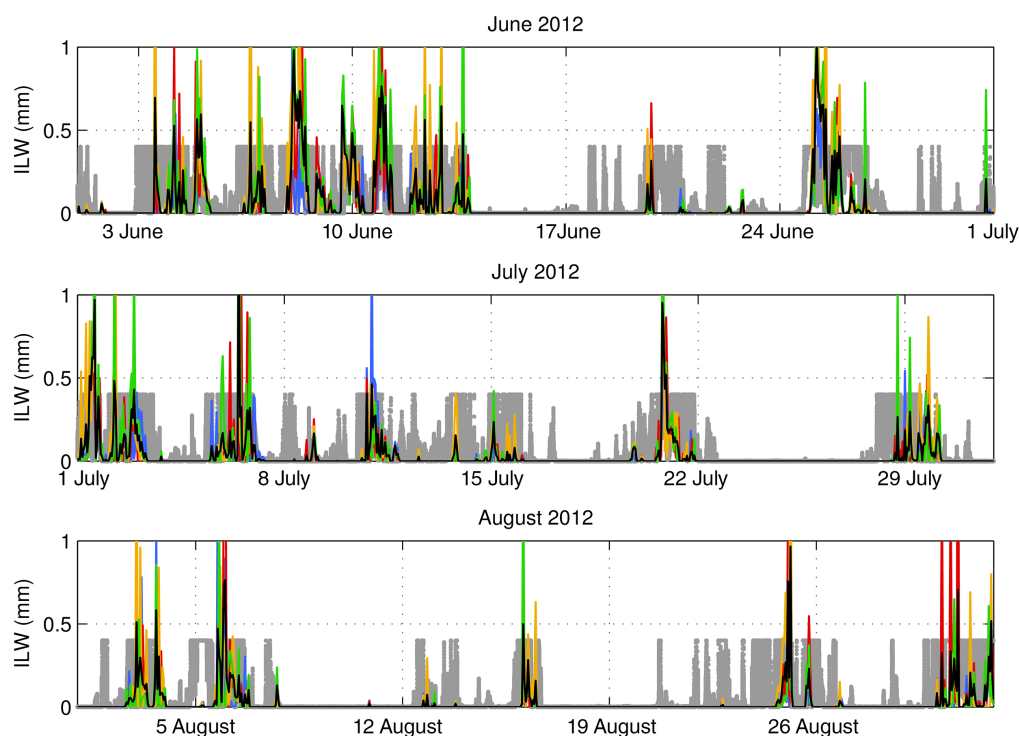 June 2012
1
0.5
0
ILW (mm)
3 June 10 June 17June 24 June 1 July
July 2012
1
0.5
0
ILW (mm)
1 July 8 July 15 July 22 July 29 July
August 2012
1
0.5
0
ILW (mm)
5 August 12 August 19 August 26 August